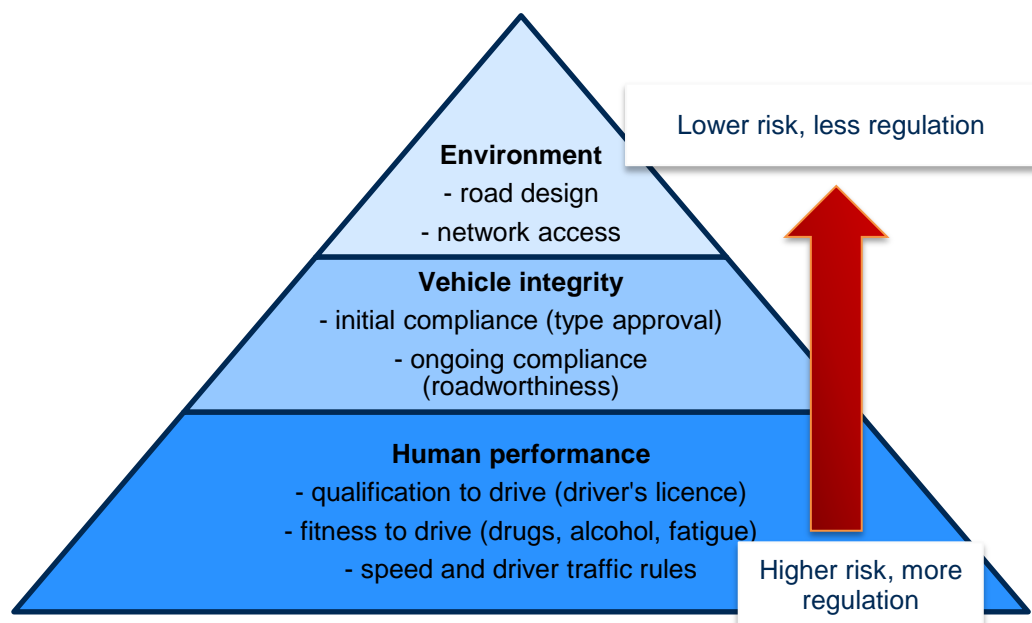 Lower risk, less regulation
Environment
- road design
- network access
Vehicle integrity
- initial compliance (type approval)
- ongoing compliance
(roadworthiness)
Human performance
- qualification to drive (driver's licence)
- fitness to drive (drugs, alcohol, fatigue)
- speed and driver traffic rules
Higher risk, more
regulation